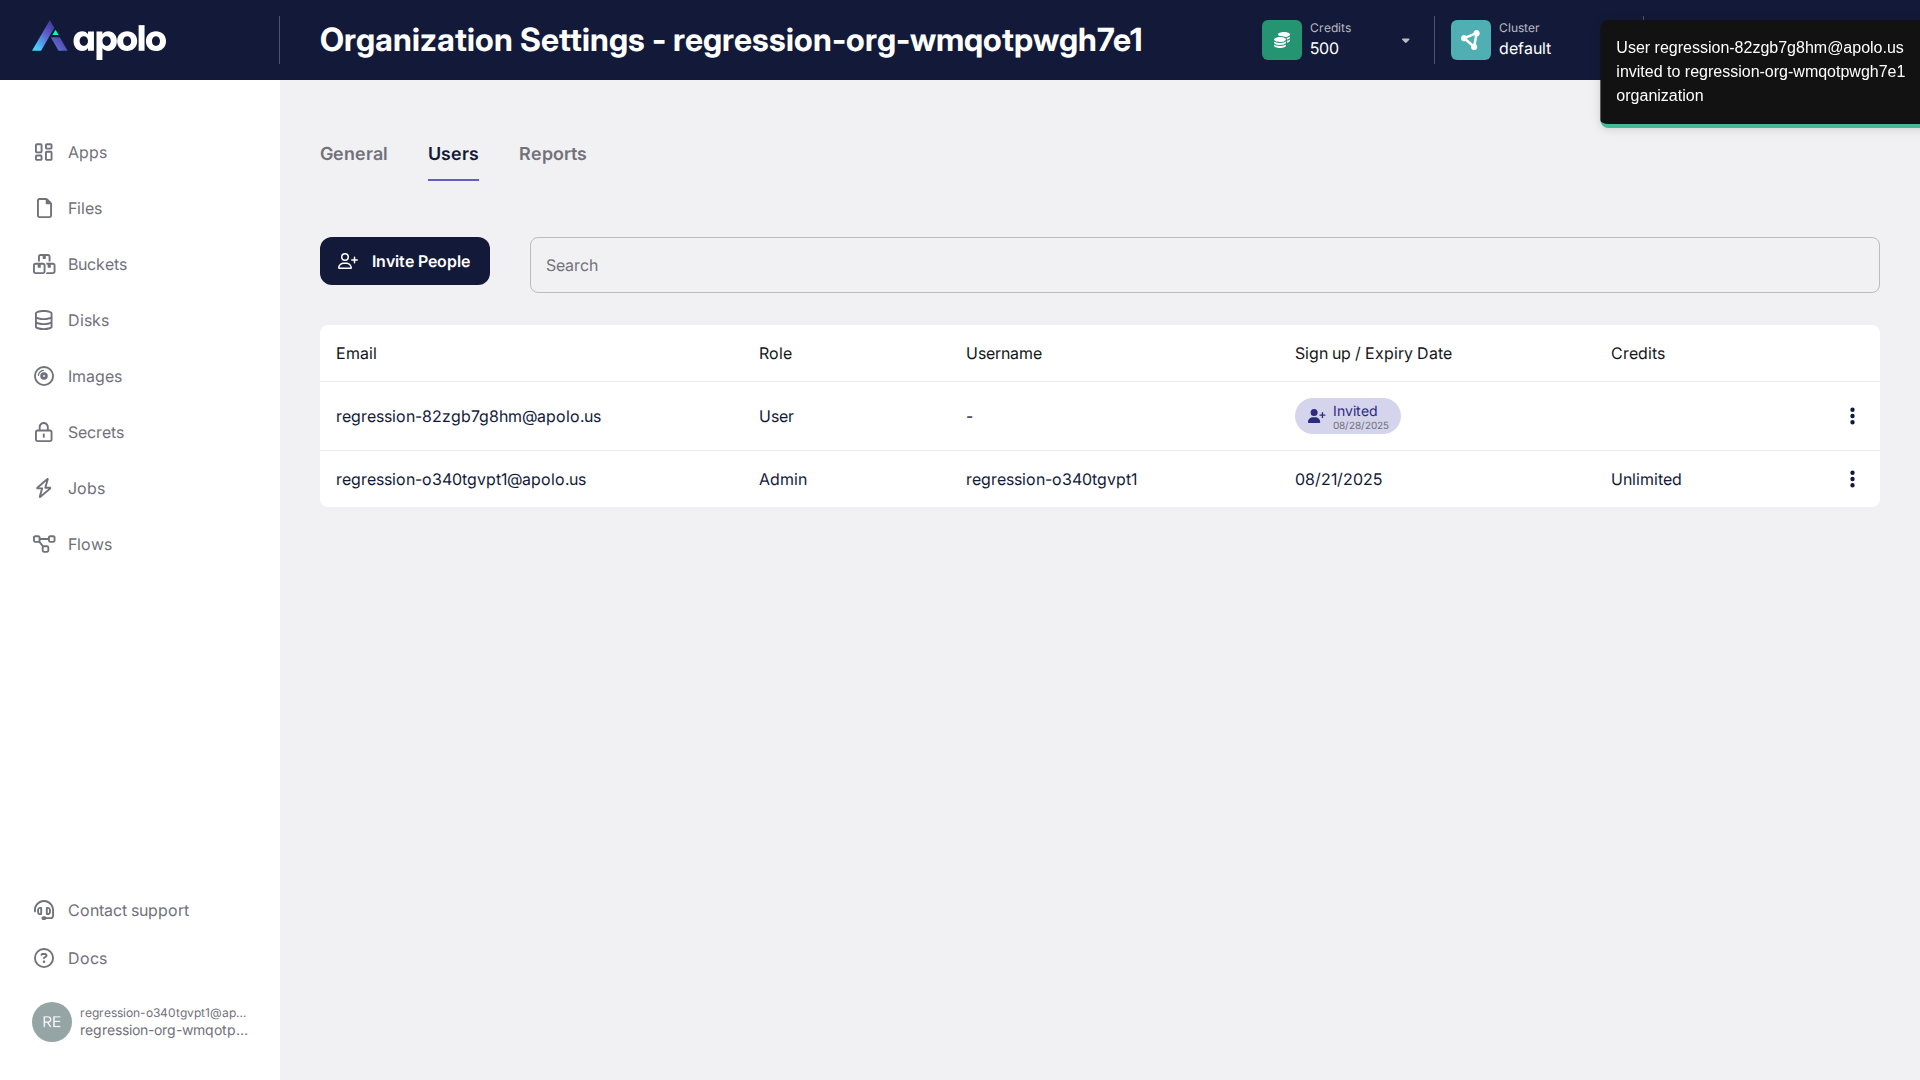 apolo
Organization Settings - regression-org-wmqotpwgh7e1
Credits
500
Cluster
default
User regression-82zgb7g8hm@apolo.us
invited to regression-org-wmqotpwgh7e1
organization
Apps
Files
Buckets
Disks
Images
Secrets
Jobs
Flows
General Users Reports
Invite People
Search
Email Role Username Sign up / Expiry Date Credits
regression-82zgb7g8hm@apolo.us User - Invited
08/28/2025
regression-o340tgvpt1@apolo.us Admin regression-o340tgvpt1 08/21/2025 Unlimited
Contact support
Docs
RE
regression-o340tgvpt1@ap...
regression-org-wmqotp...